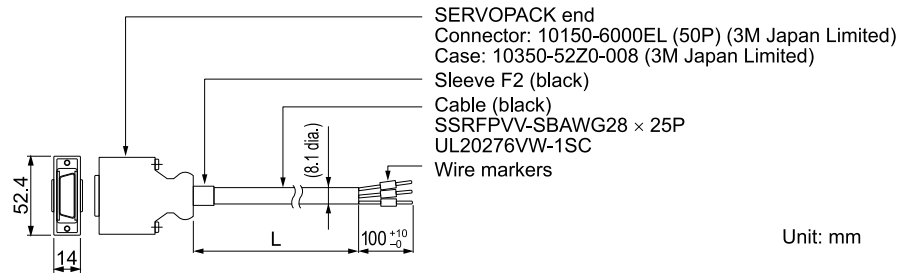 SERVOPACK end
Connector: 10150-6000EL (50P) (3M Japan Limited)
Case: 10350-52Z0-008 (3M Japan Limited)
Sleeve F2 (black)
Cable (black)
SSRFPVV-SBAWG28 × 25P
UL20276VW-1SC
Wire markers
(8.1 dia.)
52.4
14
L
100 +10 -0
Unit: mm